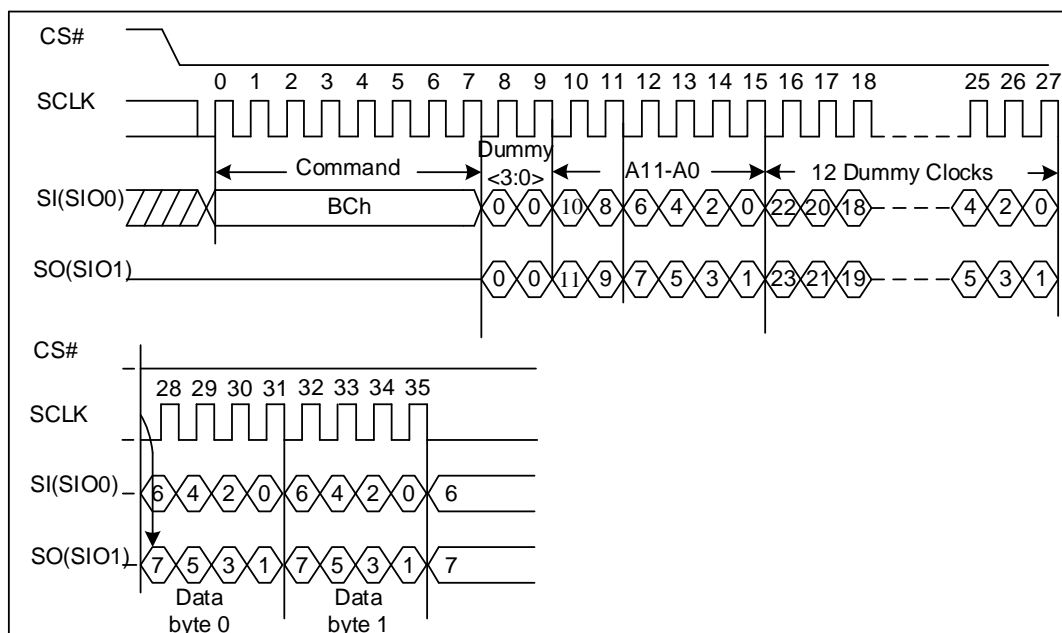 CS#
0 1 2 3 4 5 6 7 8 9 10 11 12 13 14 15 16 17 18 25 26 27
SCLK
Command Dummy <3:0> A11-A0 12 Dummy Clocks
SI(SIO0) BCh 0 0 10 8 6 4 2 0 22 20 18 4 2 0
SO(SIO1) 0 0 11 9 7 5 3 1 23 21 19 5 3 1
CS#
28 29 30 31 32 33 34 35
SCLK
SI(SIO0) 6 4 2 0 6 4 2 0 6
SO(SIO1) 7 5 3 1 7 5 3 1 7
Data Data
byte 0 byte 1